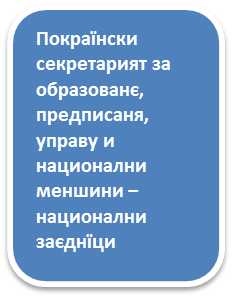 Покраїнски
секретарият за
образованє,
предписаня,
управу и
национални
меншини –
национални
заєднїци